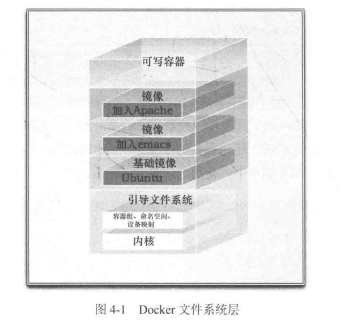 可写容器
镜像
加入Apache
镜像
加入emacs
基础镜像
Ubuntu
引导文件系统
容器组、命名空间、
设备映射
内核
图 4-1 Docker 文件系统层